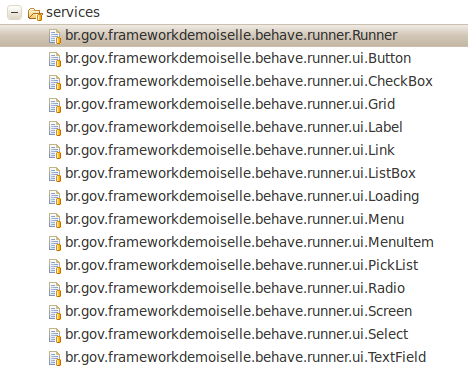 services
br.gov.frameworkdemoiselle.behave.runner.Runner
br.gov.frameworkdemoiselle.behave.runner.ui.Button
br.gov.frameworkdemoiselle.behave.runner.ui.CheckBox
br.gov.frameworkdemoiselle.behave.runner.ui.Grid
br.gov.frameworkdemoiselle.behave.runner.ui.Label
br.gov.frameworkdemoiselle.behave.runner.ui.Link
br.gov.frameworkdemoiselle.behave.runner.ui.ListBox
br.gov.frameworkdemoiselle.behave.runner.ui.Loading
br.gov.frameworkdemoiselle.behave.runner.ui.Menu
br.gov.frameworkdemoiselle.behave.runner.ui.MenuItem
br.gov.frameworkdemoiselle.behave.runner.ui.PickList
br.gov.frameworkdemoiselle.behave.runner.ui.Radio
br.gov.frameworkdemoiselle.behave.runner.ui.Screen
br.gov.frameworkdemoiselle.behave.runner.ui.Select
br.gov.frameworkdemoiselle.behave.runner.ui.TextField